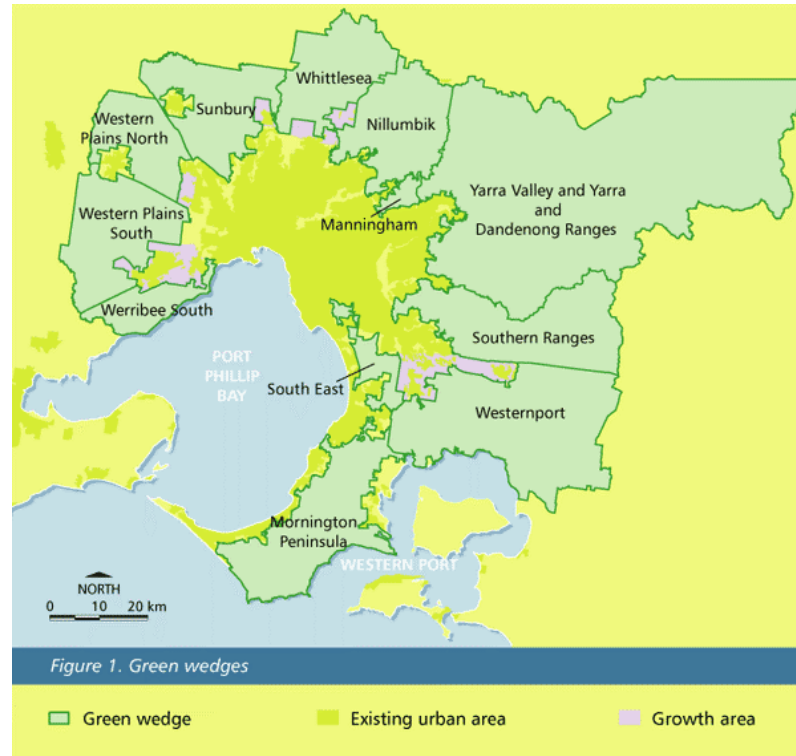 Whittlesea
Sunbury
Nillumbik
Western
Plains North
Yarra Valley and Yarra
and
Dandenong Ranges
Manningham
Western Plains
South
Werribee South
Southern Ranges
PORT
PHILLIP
BAY
South East
Westernport
Mornington
Peninsula
WESTERN PORT
NORTH
0 10 20 km
Figure 1. Green wedges
Green wedge
Existing urban area
Growth area